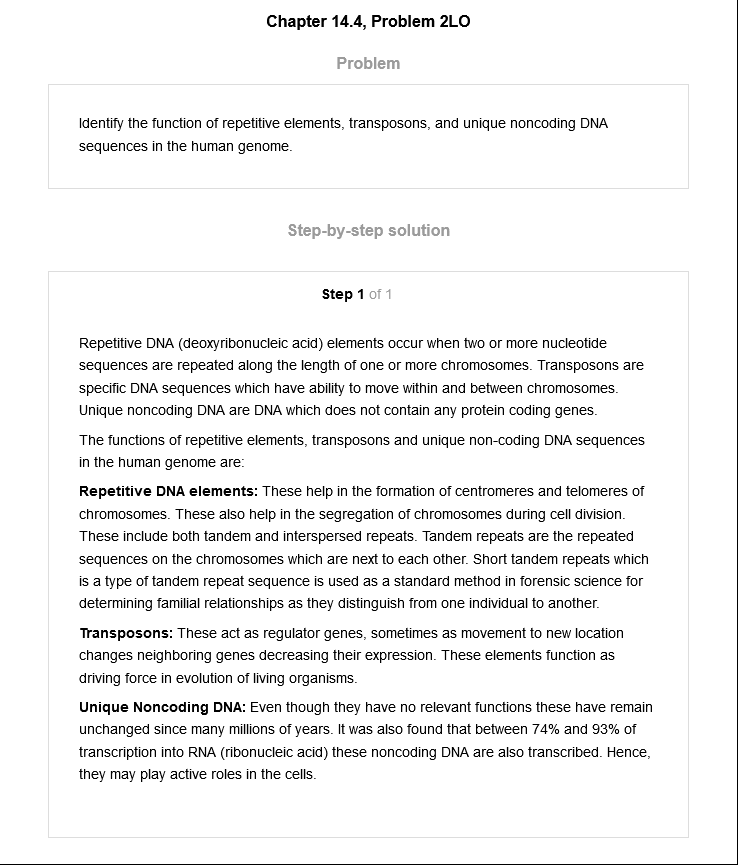 Chapter 14.4, Problem 2LO
Problem
Identify the function of repetitive elements, transposons, and unique noncoding DNA
sequences in the human genome.
Step-by-step solution
Step 1 of 1
Repetitive DNA (deoxyribonucleic acid) elements occur when two or more nucleotide
sequences are repeated along the length of one or more chromosomes. Transposons are
specific DNA sequences which have ability to move within and between chromosomes.
Unique noncoding DNA are DNA which does not contain any protein coding genes.
The functions of repetitive elements, transposons and unique non-coding DNA sequences
in the human genome are:
Repetitive DNA elements: These help in the formation of centromeres and telomeres of
chromosomes. These also help in the segregation of chromosomes during cell division.
These include both tandem and interspersed repeats. Tandem repeats are the repeated
sequences on the chromosomes which are next to each other. Short tandem repeats which
is a type of tandem repeat sequence is used as a standard method in forensic science for
determining familial relationships as they distinguish from one individual to another.
Transposons: These act as regulator genes, sometimes as movement to new location
changes neighboring genes decreasing their expression. These elements function as
driving force in evolution of living organisms.
Unique Noncoding DNA: Even though they have no relevant functions these have remain
unchanged since many millions of years. It was also found that between 74% and 93% of
transcription into RNA (ribonucleic acid) these noncoding DNA are also transcribed. Hence,
they may play active roles in the cells.